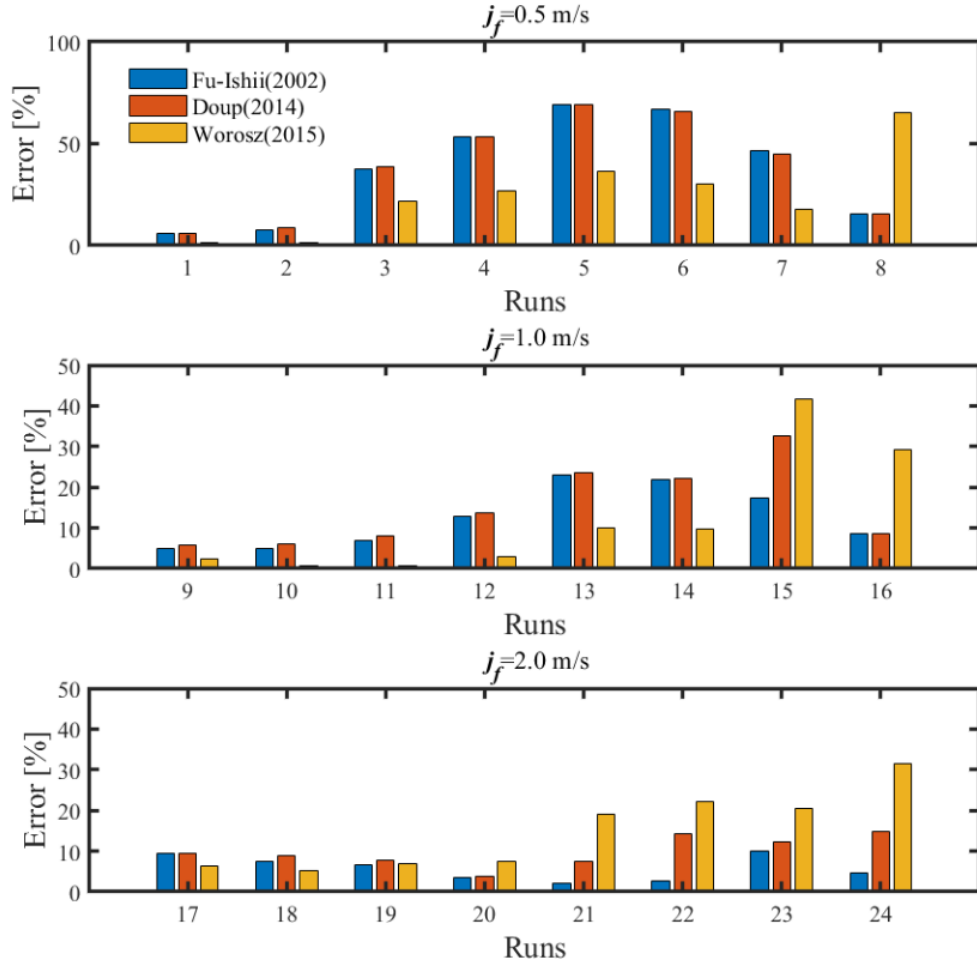 j_f=0.5 m/s
100
50
0
Error [%]
Fu-Ishii(2002)
Doup(2014)
Worosz(2015)
1 2 3 4 5 6 7 8
Runs
j_f=1.0 m/s
50
40
30
20
10
0
Error [%]
9 10 11 12 13 14 15 16
Runs
j_f=2.0 m/s
50
40
30
20
10
0
Error [%]
17 18 19 20 21 22 23 24
Runs